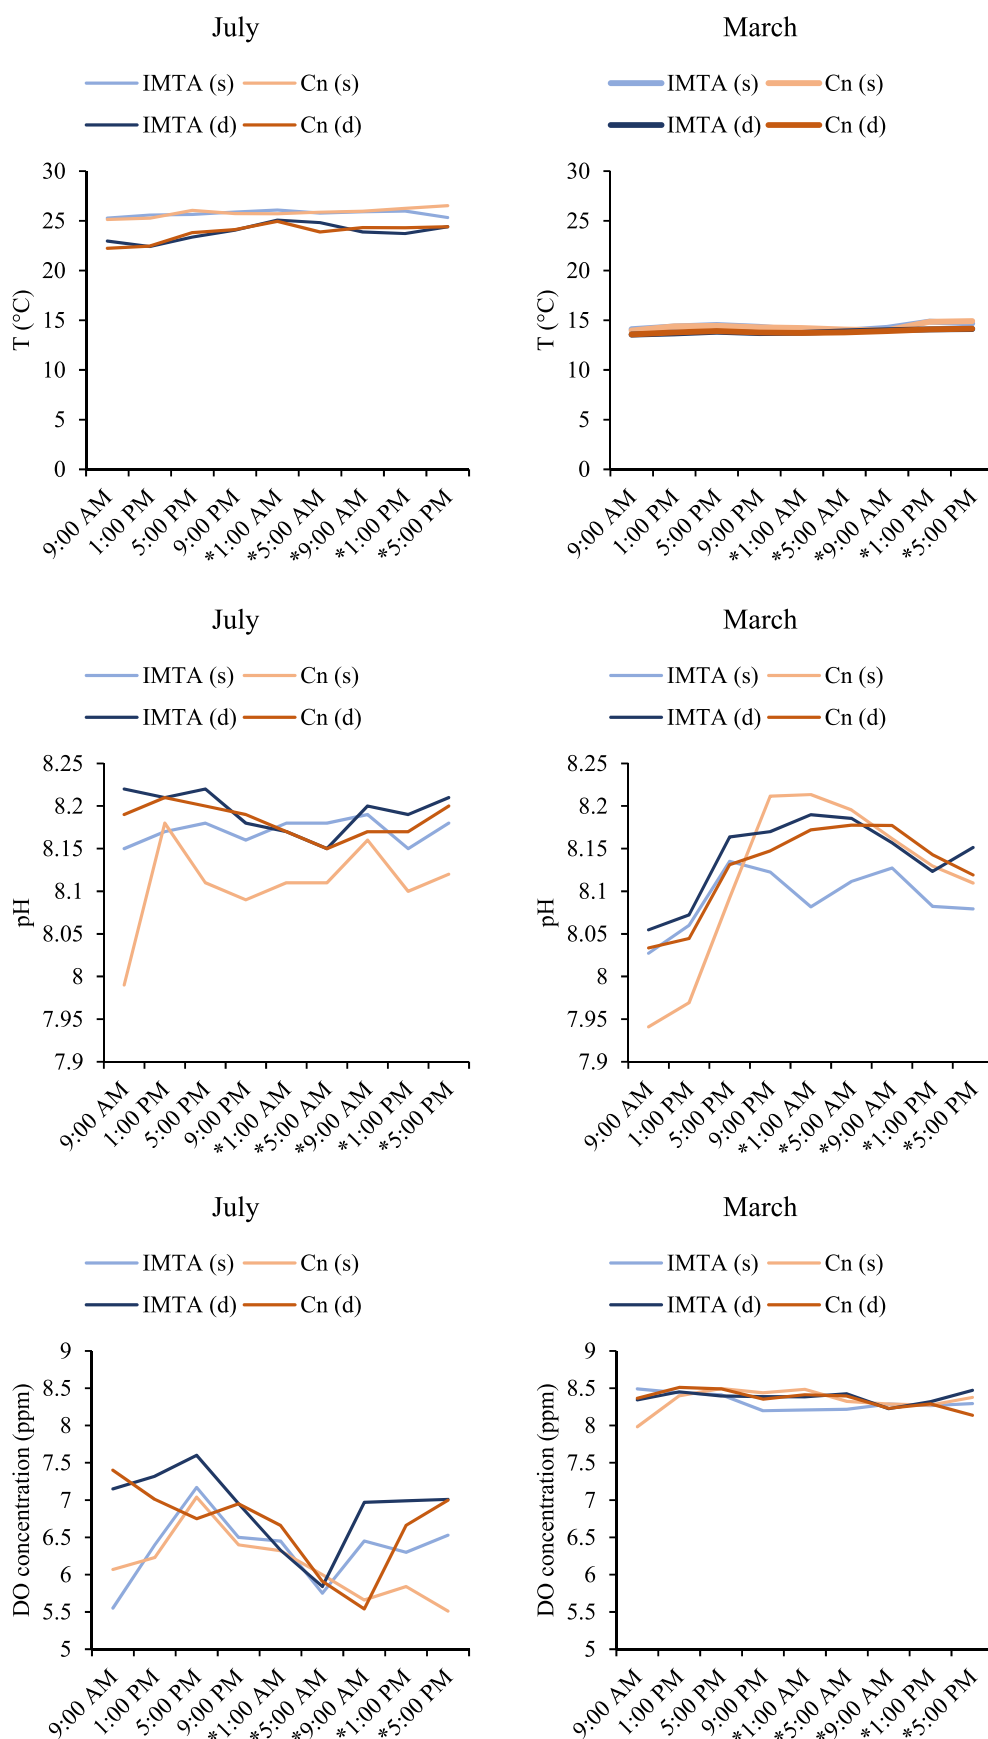 July
IMTA (s) Cn (s)
IMTA (d) Cn (d)
T (°C)
30
25
20
15
10
5
0
9:00 AM
1:00 PM
5:00 PM
9:00 PM
*1:00 AM
*5:00 AM
*9:00 AM
*1:00 PM
*5:00 PM
March
IMTA (s) Cn (s)
IMTA (d) Cn (d)
T (°C)
30
25
20
15
10
5
0
9:00 AM
1:00 PM
5:00 PM
9:00 PM
*1:00 AM
*5:00 AM
*9:00 AM
*1:00 PM
*5:00 PM
July
IMTA (s) Cn (s)
IMTA (d) Cn (d)
pH
8.25
8.2
8.15
8.1
8.05
8
7.95
7.9
9:00 AM
1:00 PM
5:00 PM
9:00 PM
*1:00 AM
*5:00 AM
*9:00 AM
*1:00 PM
*5:00 PM
March
IMTA (s) Cn (s)
IMTA (d) Cn (d)
pH
8.25
8.2
8.15
8.1
8.05
8
7.95
7.9
9:00 AM
1:00 PM
5:00 PM
9:00 PM
*1:00 AM
*5:00 AM
*9:00 AM
*1:00 PM
*5:00 PM
July
IMTA (s) Cn (s)
IMTA (d) Cn (d)
DO concentration (ppm)
9
8.5
8
7.5
7
6.5
6
5.5
5
9:00 AM
1:00 PM
5:00 PM
9:00 PM
*1:00 AM
*5:00 AM
*9:00 AM
*1:00 PM
*5:00 PM
March
IMTA (s) Cn (s)
IMTA (d) Cn (d)
DO concentration (ppm)
9
8.5
8
7.5
7
6.5
6
5.5
5
9:00 AM
1:00 PM
5:00 PM
9:00 PM
*1:00 AM
*5:00 AM
*9:00 AM
*1:00 PM
*5:00 PM